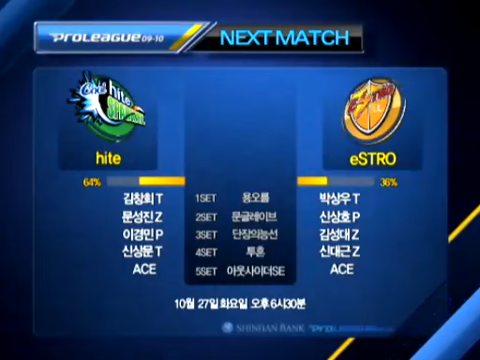 PROLEAGUE 09-10 NEXT MATCH
hite eSTRO
64% 36%
김창희 T 1SET 용오름 박상우 T
문성진 Z 2SET 문글레이브 신상호 P
이경민 P 3SET 단장의능선 김성대 Z
신상문 T 4SET 투혼 신대근 Z
ACE 5SET 아웃사이더SE ACE
10월 27일 화요일 오후 6시30분
SHINHAN BANK PROLEAGUE